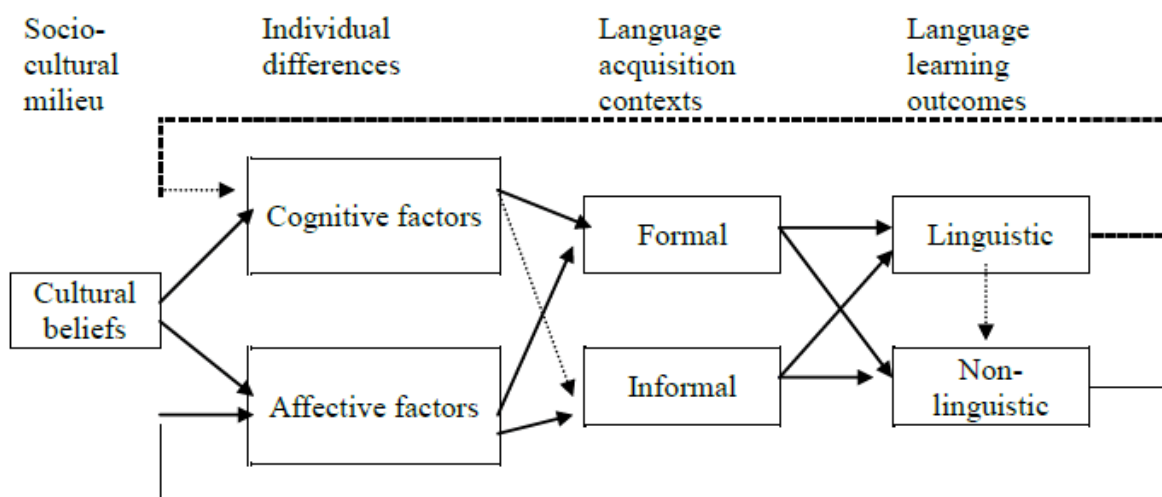 Socio-
cultural
milieu
Individual
differences
Language
acquisition
contexts
Language
learning
outcomes
Cognitive factors
Formal
Linguistic
Cultural
beliefs
Affective factors
Informal
Non-
linguistic